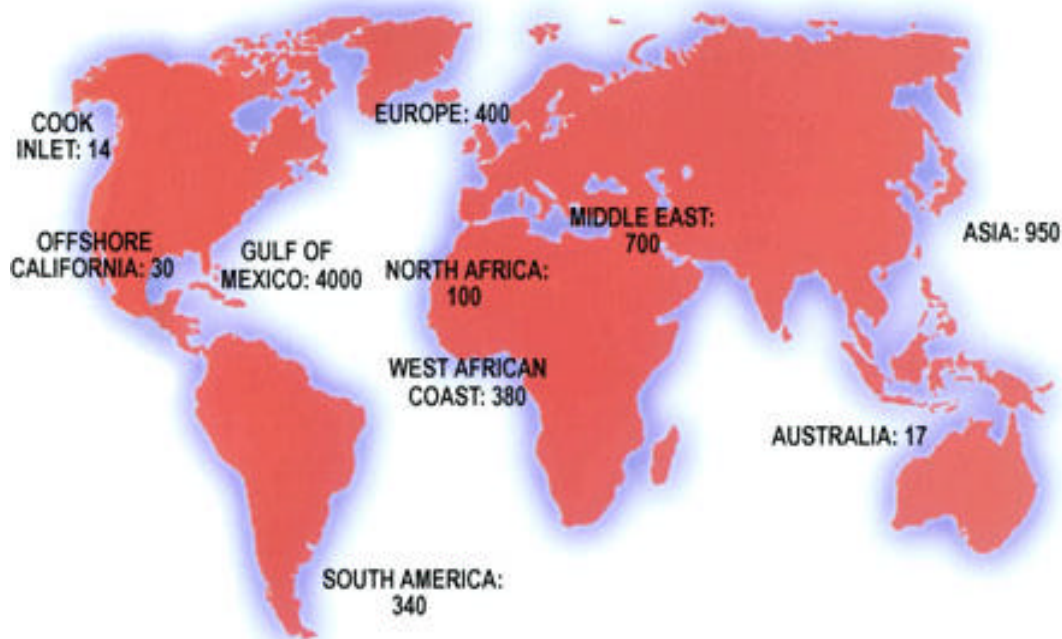 EUROPE: 400
COOK
INLET: 14
MIDDLE EAST:
700
OFFSHORE
CALIFORNIA: 30
GULF OF
MEXICO: 4000
ASIA: 950
NORTH AFRICA:
100
WEST AFRICAN
COAST: 380
AUSTRALIA: 17
SOUTH AMERICA:
340